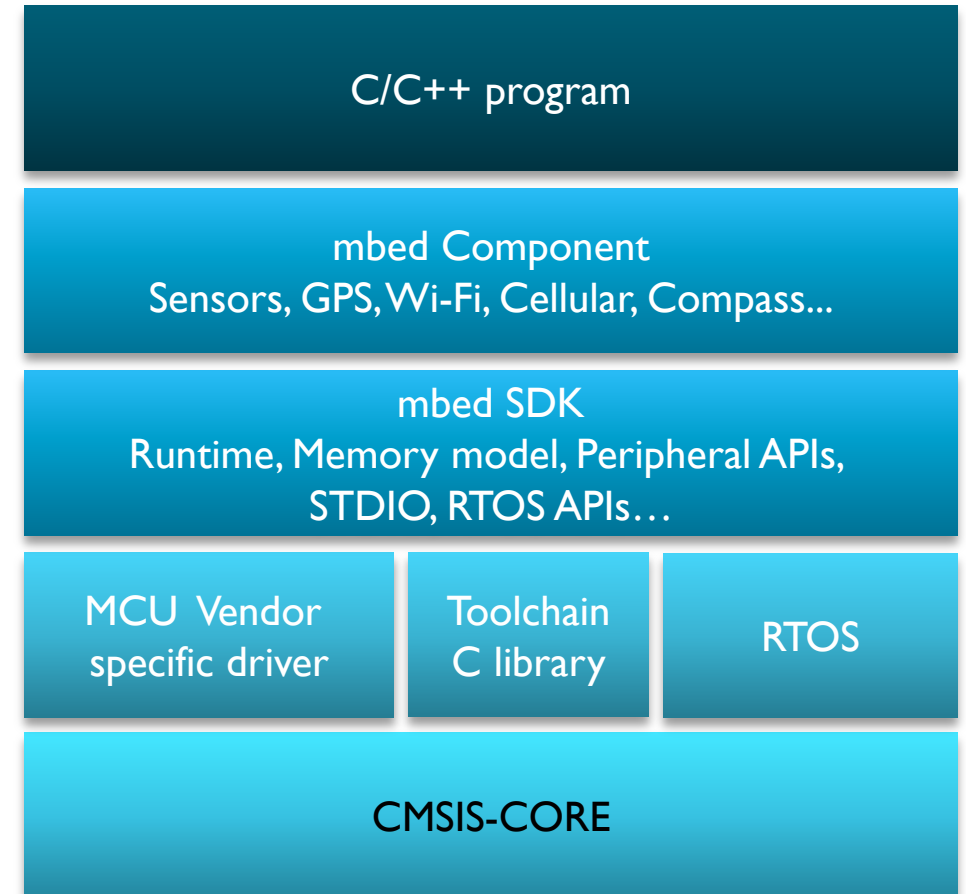 C/C++ program
mbed Component
Sensors, GPS, Wi-Fi, Cellular, Compass...
mbed SDK
Runtime, Memory model, Peripheral APIs,
STDIO, RTOS APIs…
MCU Vendor
specific driver
Toolchain
C library
RTOS
CMSIS-CORE